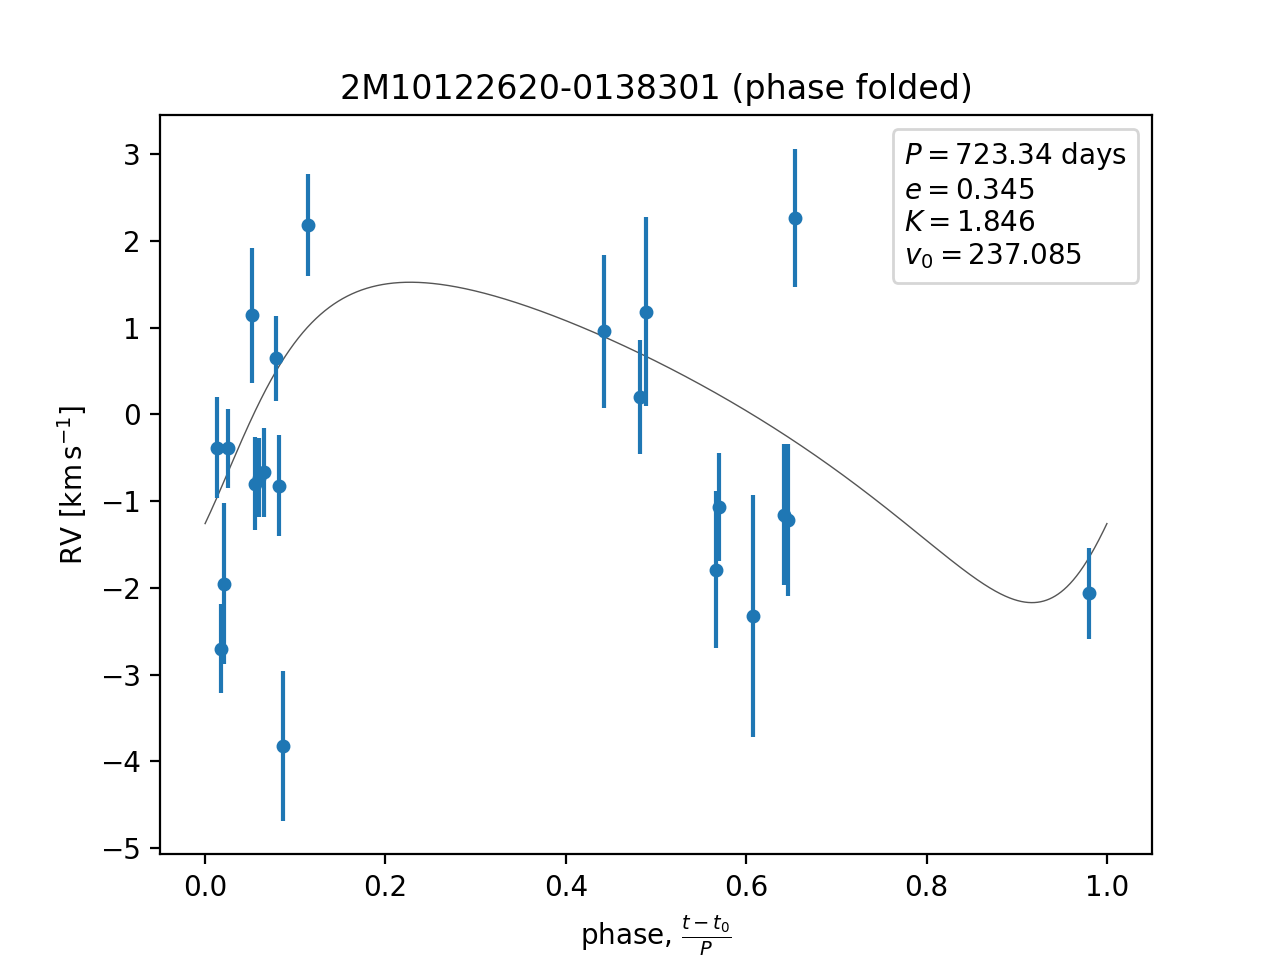 2M10122620-0138301 (phase folded)
P = 723.34 days
e = 0.345
K = 1.846
v₀ = 237.085
RV [km s⁻¹]
3
2
1
0
−1
−2
−3
−4
−5
0.0 0.2 0.4 0.6 0.8 1.0
phase, (t − t₀)/P